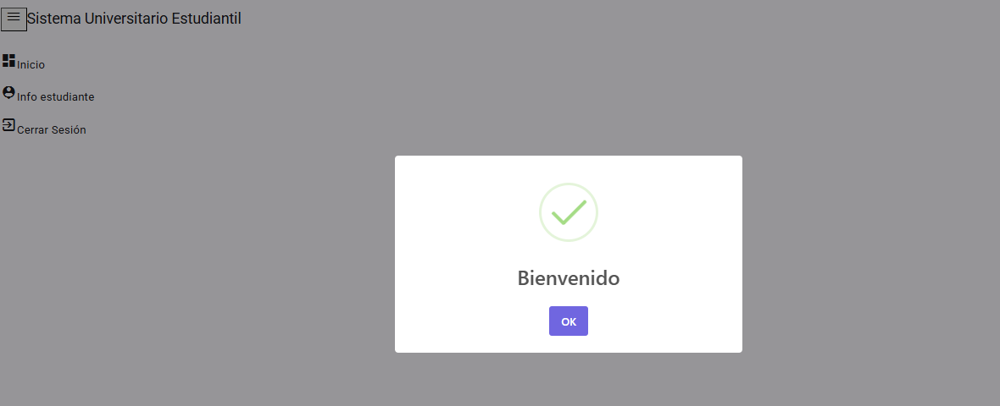 Sistema Universitario Estudiantil
Inicio
Info estudiante
Cerrar Sesión
Bienvenido
OK